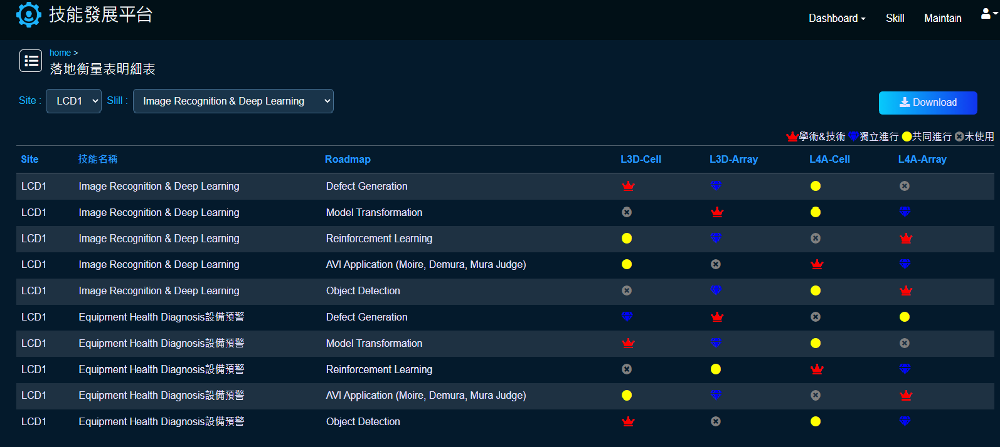 技能發展平台
Dashboard Skill Maintain
home >
落地衡量表明細表
Site : LCD1 Slill : Image Recognition & Deep Learning
Download
學術&技術 獨立進行 共同進行 未使用
Site 技能名稱 Roadmap L3D-Cell L3D-Array L4A-Cell L4A-Array
LCD1 Image Recognition & Deep Learning Defect Generation
LCD1 Image Recognition & Deep Learning Model Transformation
LCD1 Image Recognition & Deep Learning Reinforcement Learning
LCD1 Image Recognition & Deep Learning AVI Application (Moire, Demura, Mura Judge)
LCD1 Image Recognition & Deep Learning Object Detection
LCD1 Equipment Health Diagnosis設備預警 Defect Generation
LCD1 Equipment Health Diagnosis設備預警 Model Transformation
LCD1 Equipment Health Diagnosis設備預警 Reinforcement Learning
LCD1 Equipment Health Diagnosis設備預警 AVI Application (Moire, Demura, Mura Judge)
LCD1 Equipment Health Diagnosis設備預警 Object Detection